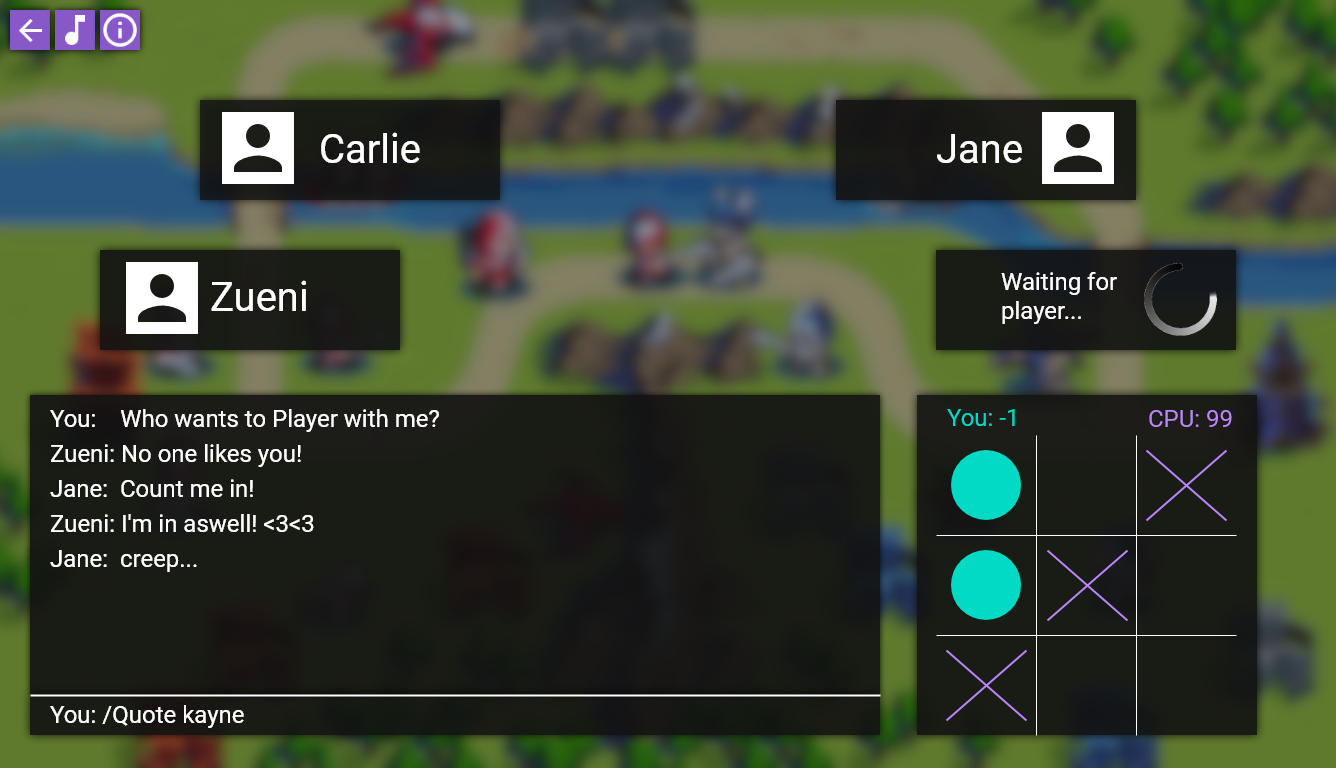 Carlie
Jane
Zueni
Waiting for
player...
You: Who wants to Player with me?
Zueni: No one likes you!
Jane: Count me in!
Zueni: I'm in aswell! <3<3
Jane: creep...
You: /Quote kayne
You: -1
CPU: 99